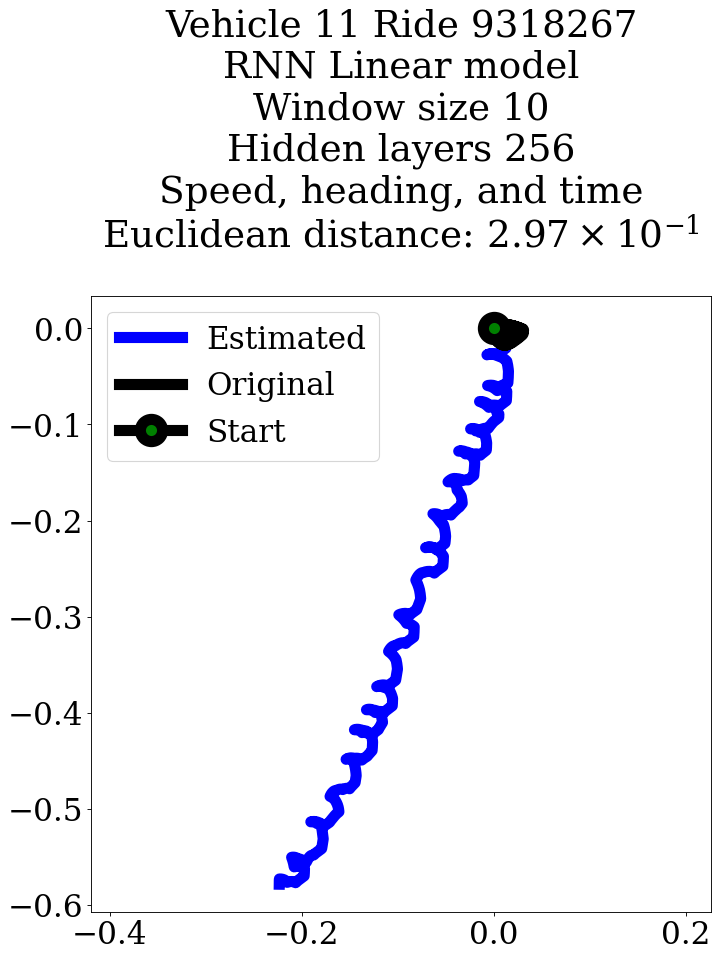 Vehicle 11 Ride 9318267
RNN Linear model
Window size 10
Hidden layers 256
Speed, heading, and time
Euclidean distance: 2.97 × 10⁻¹
Estimated
Original
Start
0.0
−0.1
−0.2
−0.3
−0.4
−0.5
−0.6
−0.4 −0.2 0.0 0.2